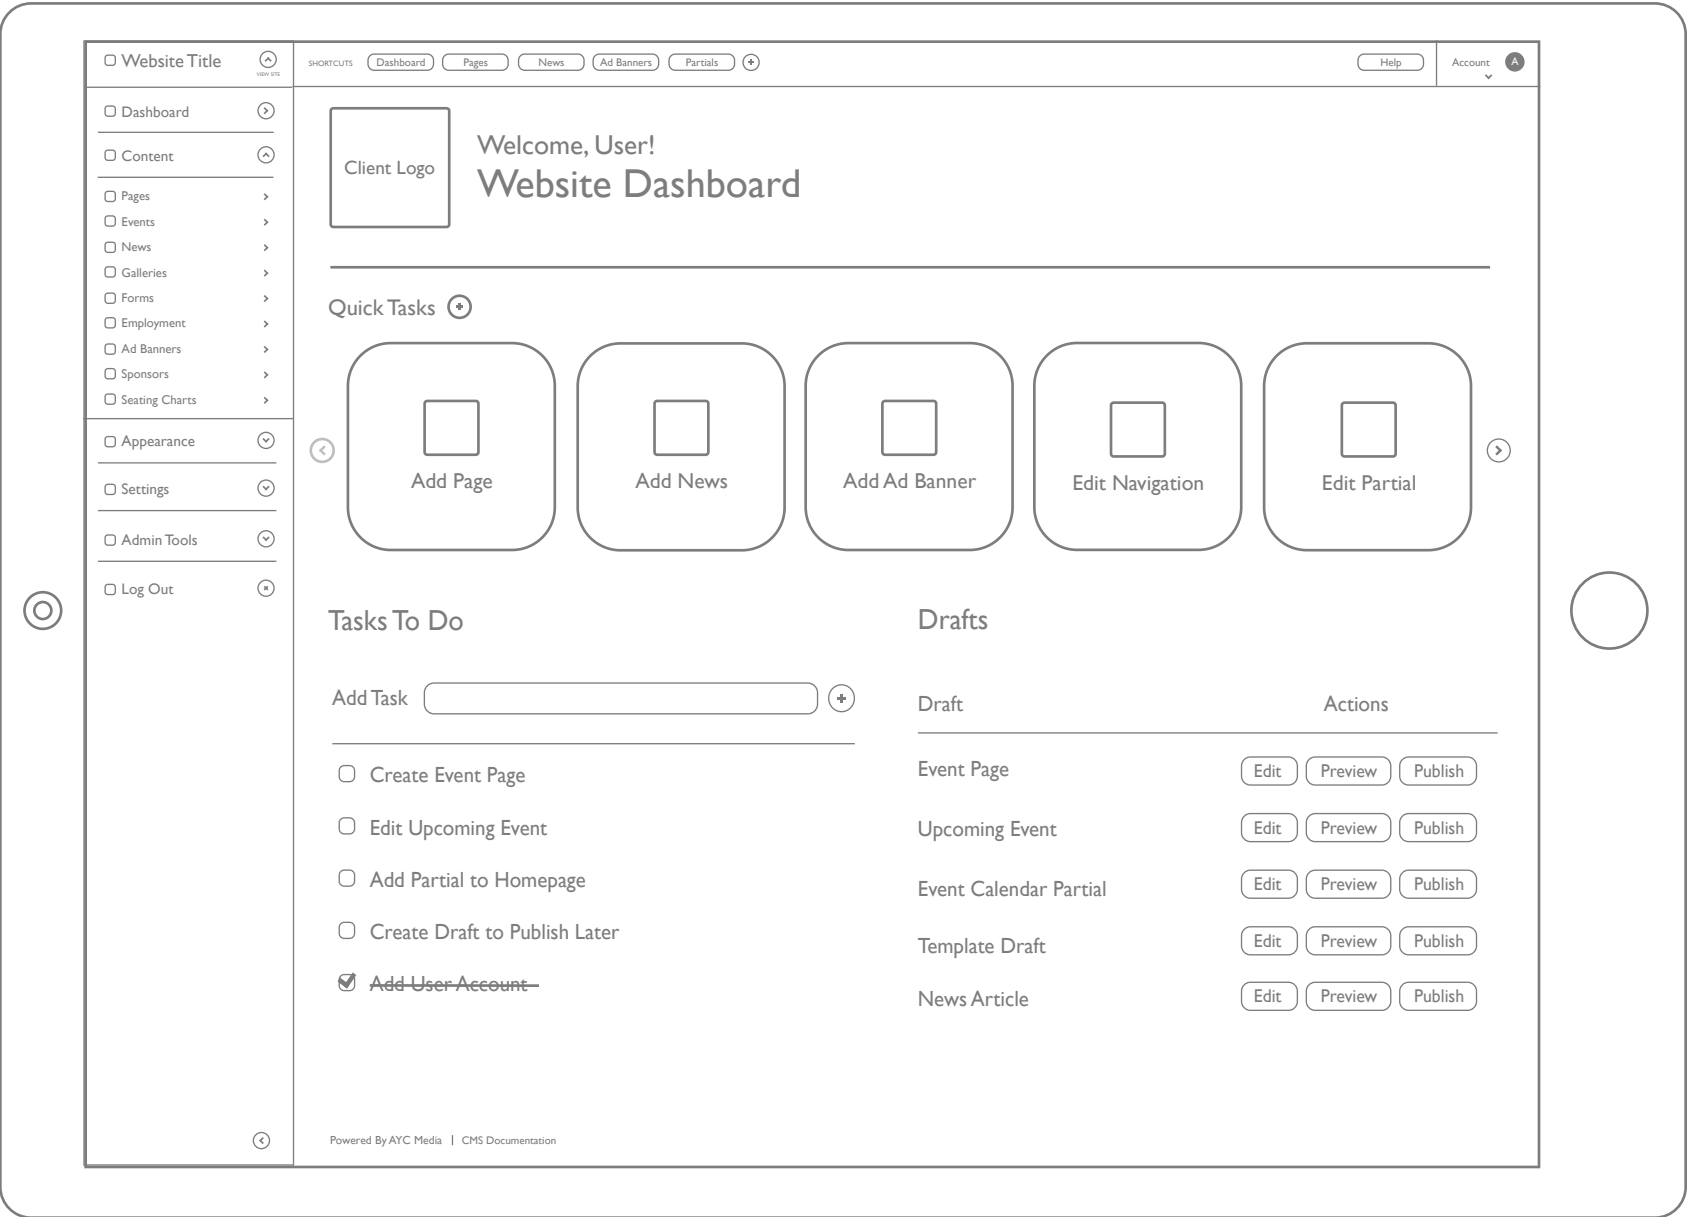 Website Title
VIEW SITE
SHORTCUTS Dashboard Pages News Ad Banners Partials
Help
Account A
Dashboard
Content
Pages
Events
News
Galleries
Forms
Employment
Ad Banners
Sponsors
Seating Charts
Appearance
Settings
Admin Tools
Log Out
Client Logo
Welcome, User!
Website Dashboard
Quick Tasks
Add Page
Add News
Add Ad Banner
Edit Navigation
Edit Partial
Tasks To Do
Add Task
Create Event Page
Edit Upcoming Event
Add Partial to Homepage
Create Draft to Publish Later
Add User Account
Drafts
Draft Actions
Event Page Edit Preview Publish
Upcoming Event Edit Preview Publish
Event Calendar Partial Edit Preview Publish
Template Draft Edit Preview Publish
News Article Edit Preview Publish
Powered By AYC Media | CMS Documentation